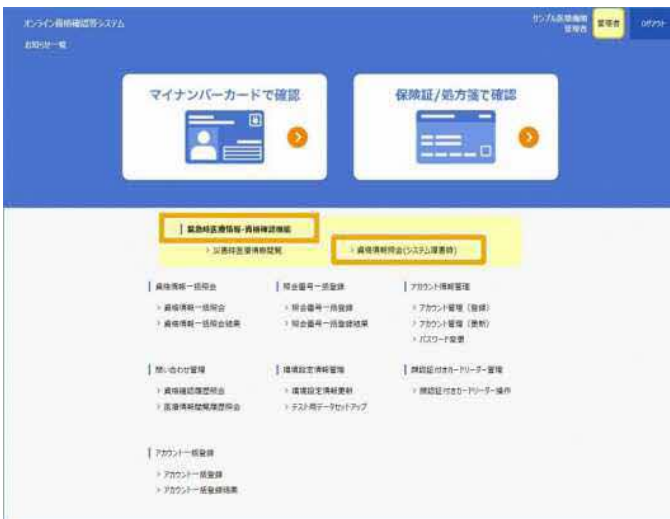 オンライン資格確認等システム
サンプル医療機関
管理者
管理者
ログアウト
お知らせ一覧
マイナンバーカードで確認
保険証/処方箋で確認
緊急時医療情報・資格確認機能
災害時医療情報閲覧
資格情報照会(システム障害時)
資格情報一括照会
照会番号一括登録
アカウント情報管理
資格情報一括照会
照会番号一括登録
アカウント管理(登録)
資格情報一括照会結果
照会番号一括登録結果
アカウント管理(更新)
パスワード変更
問い合わせ管理
環境設定情報管理
顔認証付きカードリーダー管理
資格確認履歴照会
環境設定情報更新
顔認証付きカードリーダー操作
医療情報閲覧履歴照会
テスト用データセットアップ
アカウント一括登録
アカウント一括登録
アカウント一括登録結果